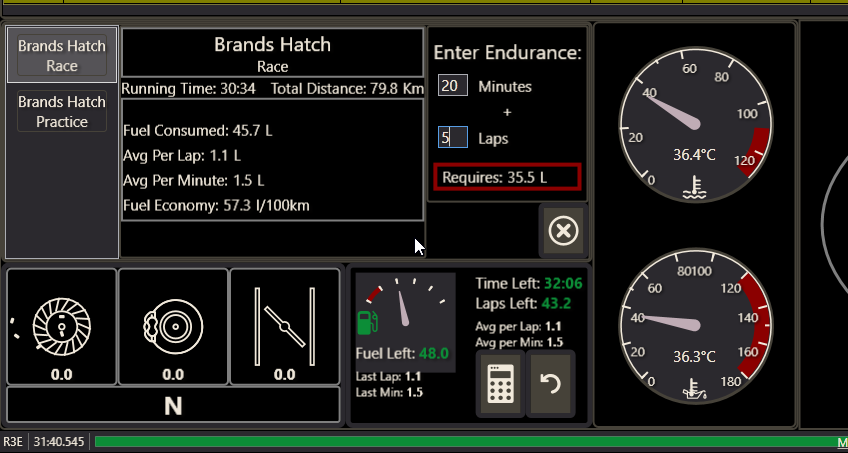 Brands Hatch
Race
Brands Hatch
Practice
Brands Hatch
Race
Running Time: 30:34 Total Distance: 79.8 Km
Fuel Consumed: 45.7 L
Avg Per Lap: 1.1 L
Avg Per Minute: 1.5 L
Fuel Economy: 57.3 l/100km
Enter Endurance:
20 Minutes
+
5 Laps
Requires: 35.5 L
0 20 40 60 80 100 120
36.4°C
0.0
0.0
0.0
N
Fuel Left: 48.0
Last Lap: 1.1
Last Min: 1.5
Time Left: 32:06
Laps Left: 43.2
Avg per Lap: 1.1
Avg per Min: 1.5
0 20 40 60 80 100 120 140 160 180
36.3°C
R3E 31:40.545
M